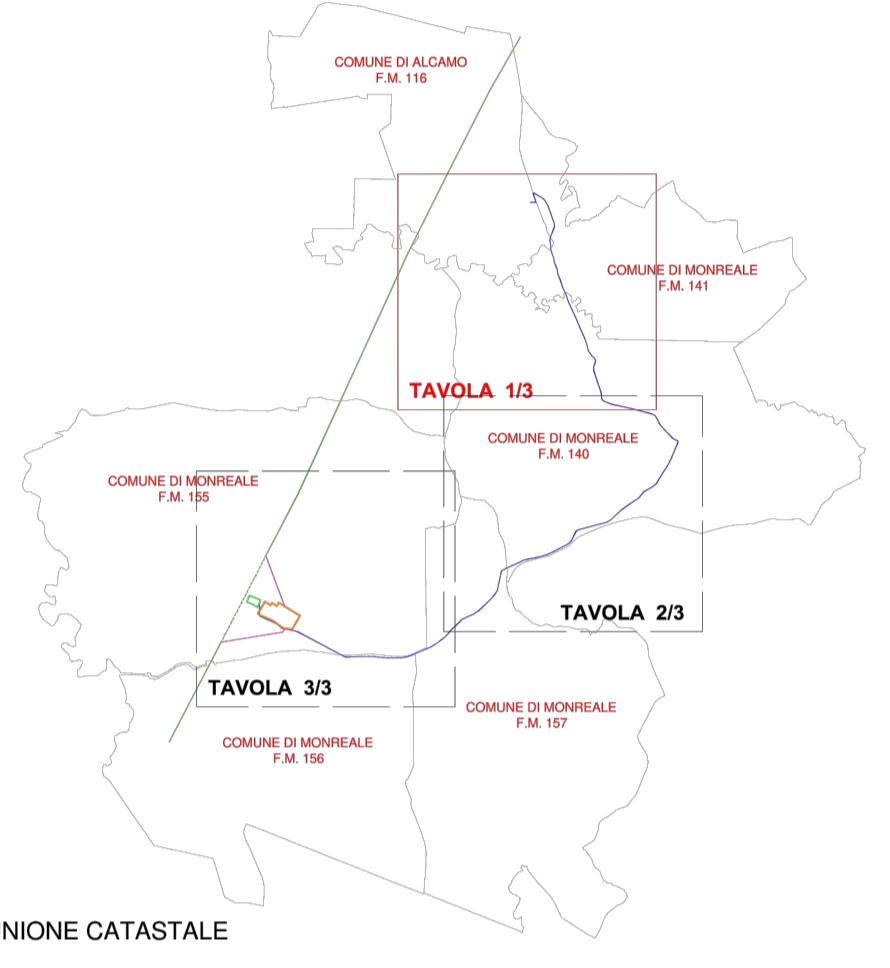 COMUNE DI ALCAMO
F.M. 116
COMUNE DI MONREALE
F.M. 141
TAVOLA 1/3
COMUNE DI MONREALE
F.M. 140
COMUNE DI MONREALE
F.M. 155
TAVOLA 2/3
TAVOLA 3/3
COMUNE DI MONREALE
F.M. 157
COMUNE DI MONREALE
F.M. 156
NIONE CATASTALE